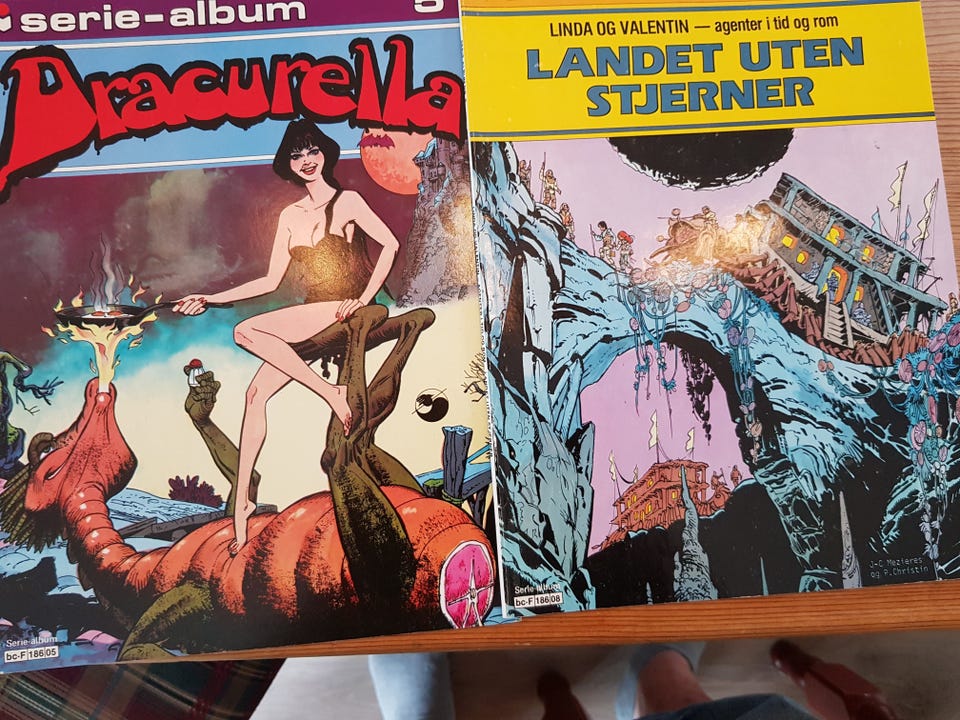 serie-album 5
Dracurella
Serie-album
bc-F 186 05
LINDA OG VALENTIN — agenter i tid og rom
LANDET UTEN
STJERNER
J-C Mezieres
og P. Christin
Serie-album
bc-F 186 08